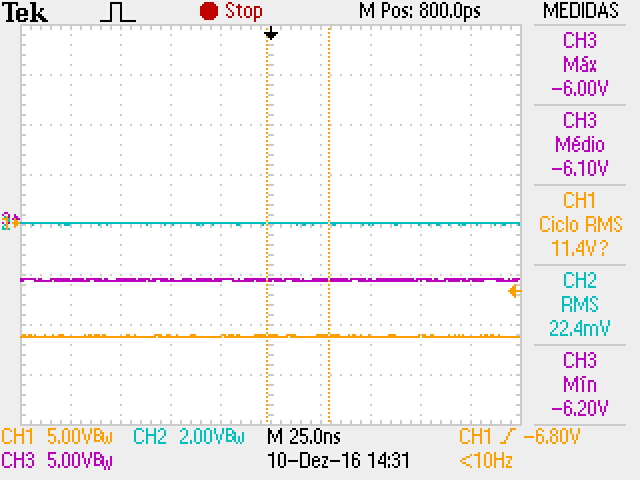 Tek Stop M Pos: 800.0ps MEDIDAS
CH3
Máx
-6.00V
CH3
Médio
-6.10V
CH1
Ciclo RMS
11.4V?
CH2
RMS
22.4mV
CH3
Mín
-6.20V
CH1 5.00VBw CH2 2.00VBw M 25.0ns CH1 -6.80V
CH3 5.00VBw 10-Dez-16 14:31 <10Hz